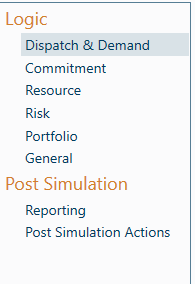 Logic
Dispatch & Demand
Commitment
Resource
Risk
Portfolio
General
Post Simulation
Reporting
Post Simulation Actions